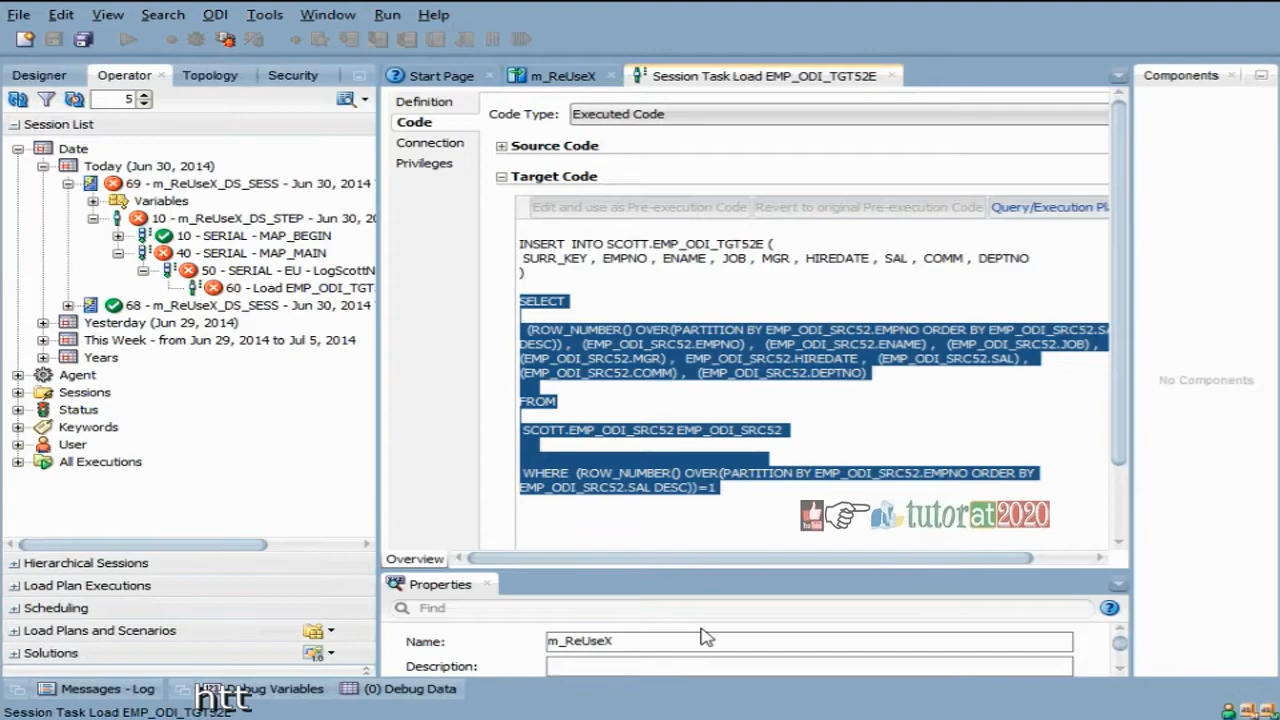 File Edit View Search ODI Tools Window Run Help
Designer Operator Topology Security
Start Page m_ReUseX Session Task Load EMP_ODI_TGT52E
Components
5
Session List
Date
Today (Jun 30, 2014)
69 - m_ReUseX_DS_SESS - Jun 30, 2014
Variables
10 - m_ReUseX_DS_STEP - Jun 30, 20
10 - SERIAL - MAP_BEGIN
40 - SERIAL - MAP_MAIN
50 - SERIAL - EU - LogScottN
60 - Load EMP_ODI_TGT
68 - m_ReUseX_DS_SESS - Jun 30, 2014
Yesterday (Jun 29, 2014)
This Week - from Jun 29, 2014 to Jul 5, 2014
Years
Agent
Sessions
Status
Keywords
User
All Executions
Hierarchical Sessions
Load Plan Executions
Scheduling
Load Plans and Scenarios
Solutions
Definition
Code
Connection
Privileges
Code Type: Executed Code
Source Code
Target Code
Edit and use as Pre-execution Code Revert to original Pre-execution Code Query/Execution Pl
INSERT INTO SCOTT.EMP_ODI_TGT52E (
SURR_KEY , EMPNO , ENAME , JOB , MGR , HIREDATE , SAL , COMM , DEPTNO
)
SELECT
(ROW_NUMBER() OVER(PARTITION BY EMP_ODI_SRC52.EMPNO ORDER BY EMP_ODI_SRC52.SA
DESC)) , (EMP_ODI_SRC52.EMPNO) , (EMP_ODI_SRC52.ENAME) , (EMP_ODI_SRC52.JOB) ,
(EMP_ODI_SRC52.MGR) , EMP_ODI_SRC52.HIREDATE , (EMP_ODI_SRC52.SAL) ,
(EMP_ODI_SRC52.COMM) , (EMP_ODI_SRC52.DEPTNO)
FROM
SCOTT.EMP_ODI_SRC52 EMP_ODI_SRC52
WHERE (ROW_NUMBER() OVER(PARTITION BY EMP_ODI_SRC52.EMPNO ORDER BY
EMP_ODI_SRC52.SAL DESC))=1
tutorat2020
Overview
No Components
Properties
Find
Name: m_ReUseX
Description:
Messages - Log Debug Variables (0) Debug Data
htt
Session Task Load EMP_ODI_TGT52E